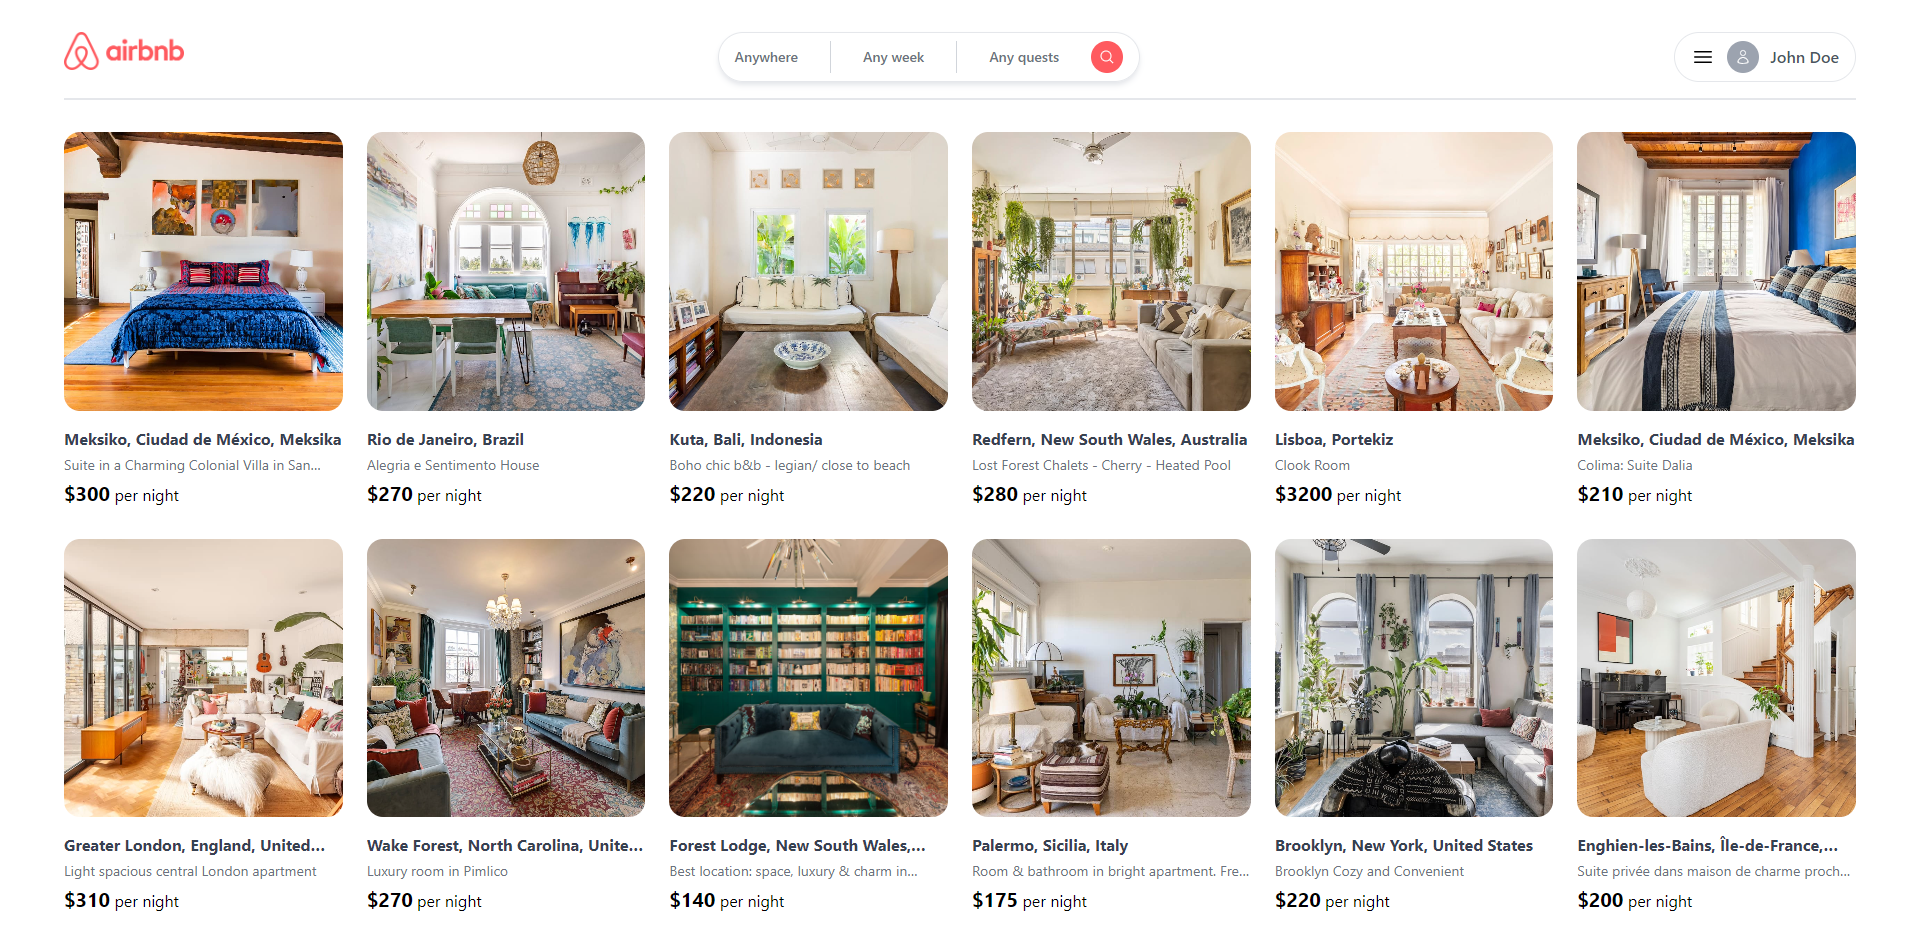 airbnb
Anywhere
Any week
Any quests
John Doe
Meksiko, Ciudad de México, Meksika
Suite in a Charming Colonial Villa in San...
$300 per night
Rio de Janeiro, Brazil
Alegria e Sentimento House
$270 per night
Kuta, Bali, Indonesia
Boho chic b&b - legian/ close to beach
$220 per night
Redfern, New South Wales, Australia
Lost Forest Chalets - Cherry - Heated Pool
$280 per night
Lisboa, Portekiz
Clook Room
$3200 per night
Meksiko, Ciudad de México, Meksika
Colima: Suite Dalia
$210 per night
Greater London, England, United...
Light spacious central London apartment
$310 per night
Wake Forest, North Carolina, Unite...
Luxury room in Pimlico
$270 per night
Forest Lodge, New South Wales,...
Best location: space, luxury & charm in...
$140 per night
Palermo, Sicilia, Italy
Room & bathroom in bright apartment. Fre...
$175 per night
Brooklyn, New York, United States
Brooklyn Cozy and Convenient
$220 per night
Enghien-les-Bains, Île-de-France,...
Suite privée dans maison de charme proch...
$200 per night